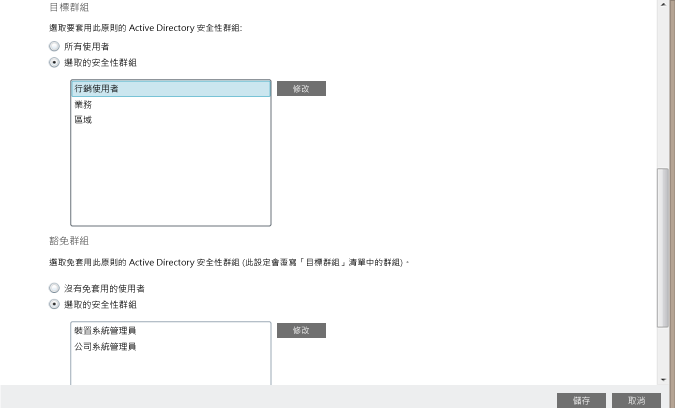 目標群組
選取要套用此原則的 Active Directory 安全性群組:
所有使用者
選取的安全性群組
行銷使用者
修改
業務
區域
豁免群組
選取免套用此原則的 Active Directory 安全性群組 (此設定會覆寫「目標群組」清單中的群組)。
沒有免套用的使用者
選取的安全性群組
裝置系統管理員
修改
公司系統管理員
儲存
取消